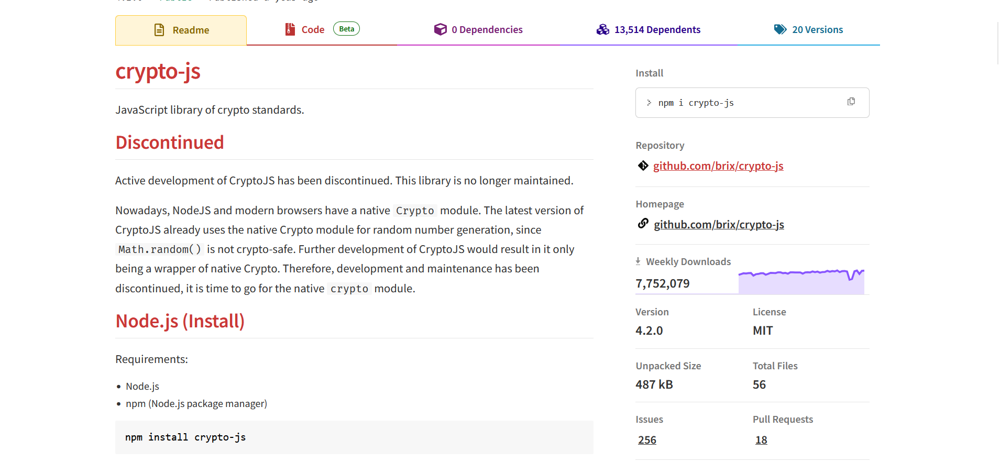 Readme
Code Beta
0 Dependencies
13,514 Dependents
20 Versions
crypto-js
JavaScript library of crypto standards.
Discontinued
Active development of CryptoJS has been discontinued. This library is no longer maintained.
Nowadays, NodeJS and modern browsers have a native Crypto module. The latest version of
CryptoJS already uses the native Crypto module for random number generation, since
Math.random() is not crypto-safe. Further development of CryptoJS would result in it only
being a wrapper of native Crypto. Therefore, development and maintenance has been
discontinued, it is time to go for the native crypto module.
Node.js (Install)
Requirements:
• Node.js
• npm (Node.js package manager)
npm install crypto-js
Install
> npm i crypto-js
Repository
github.com/brix/crypto-js
Homepage
github.com/brix/crypto-js
Weekly Downloads
7,752,079
Version
4.2.0
License
MIT
Unpacked Size
487 kB
Total Files
56
Issues
256
Pull Requests
18